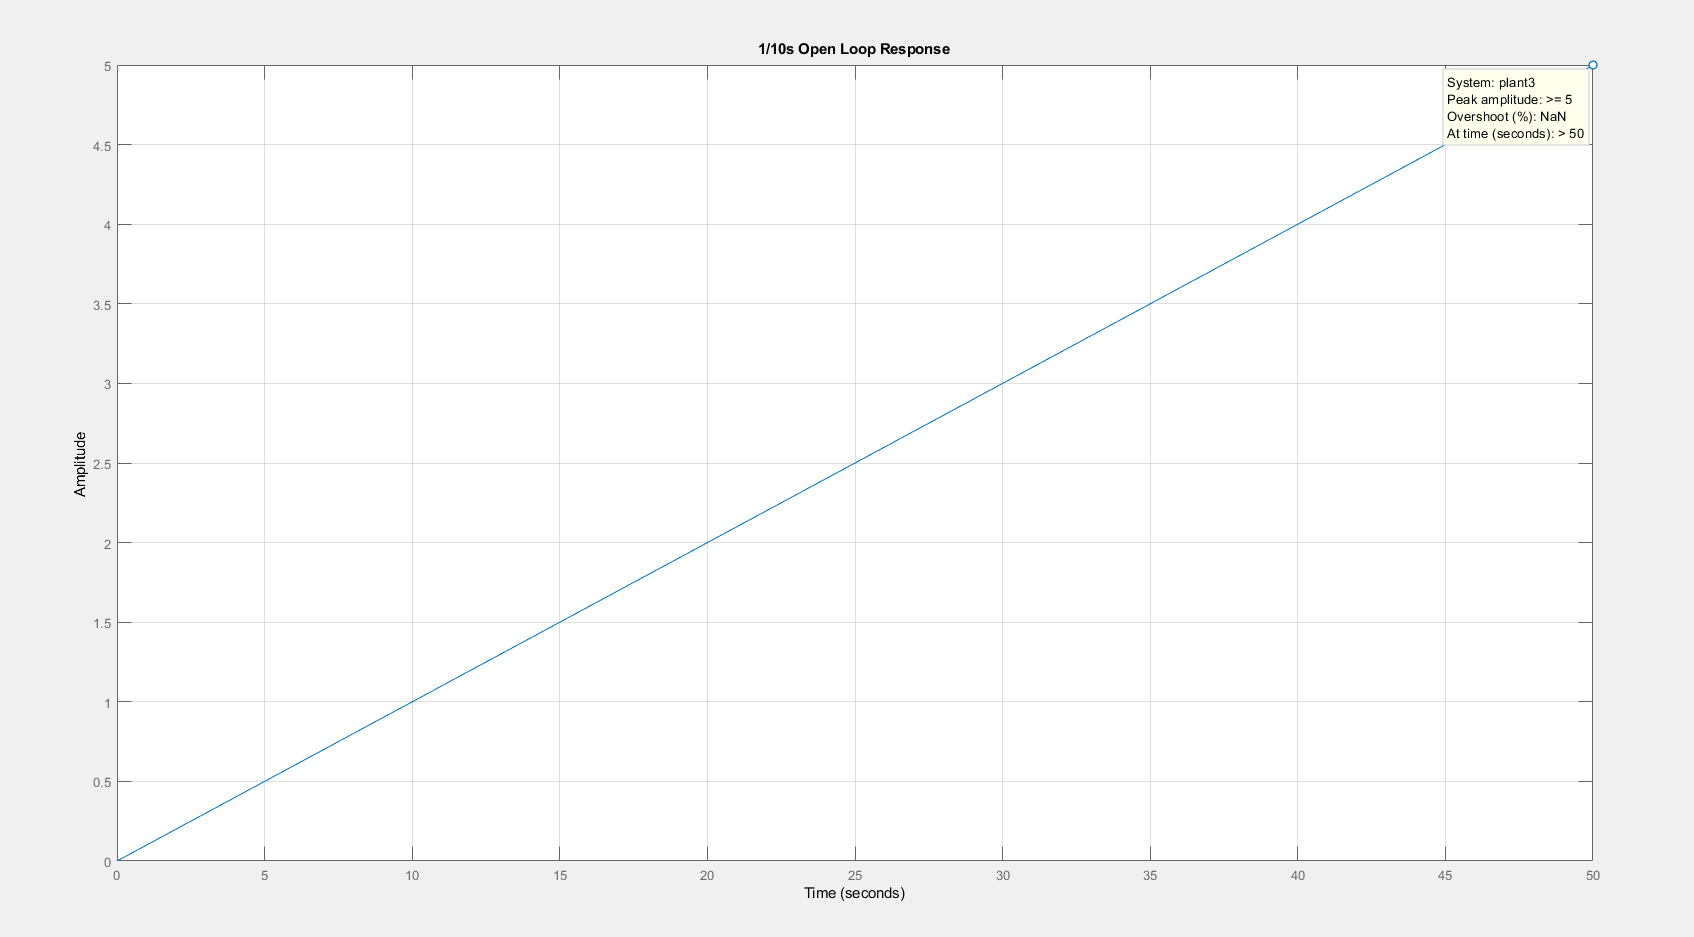 1/10s Open Loop Response
5
4.5
4
3.5
3
2.5
2
1.5
1
0.5
0
Amplitude
System: plant3
Peak amplitude: >= 5
Overshoot (%): NaN
At time (seconds): > 50
0 5 10 15 20 25 30 35 40 45 50
Time (seconds)